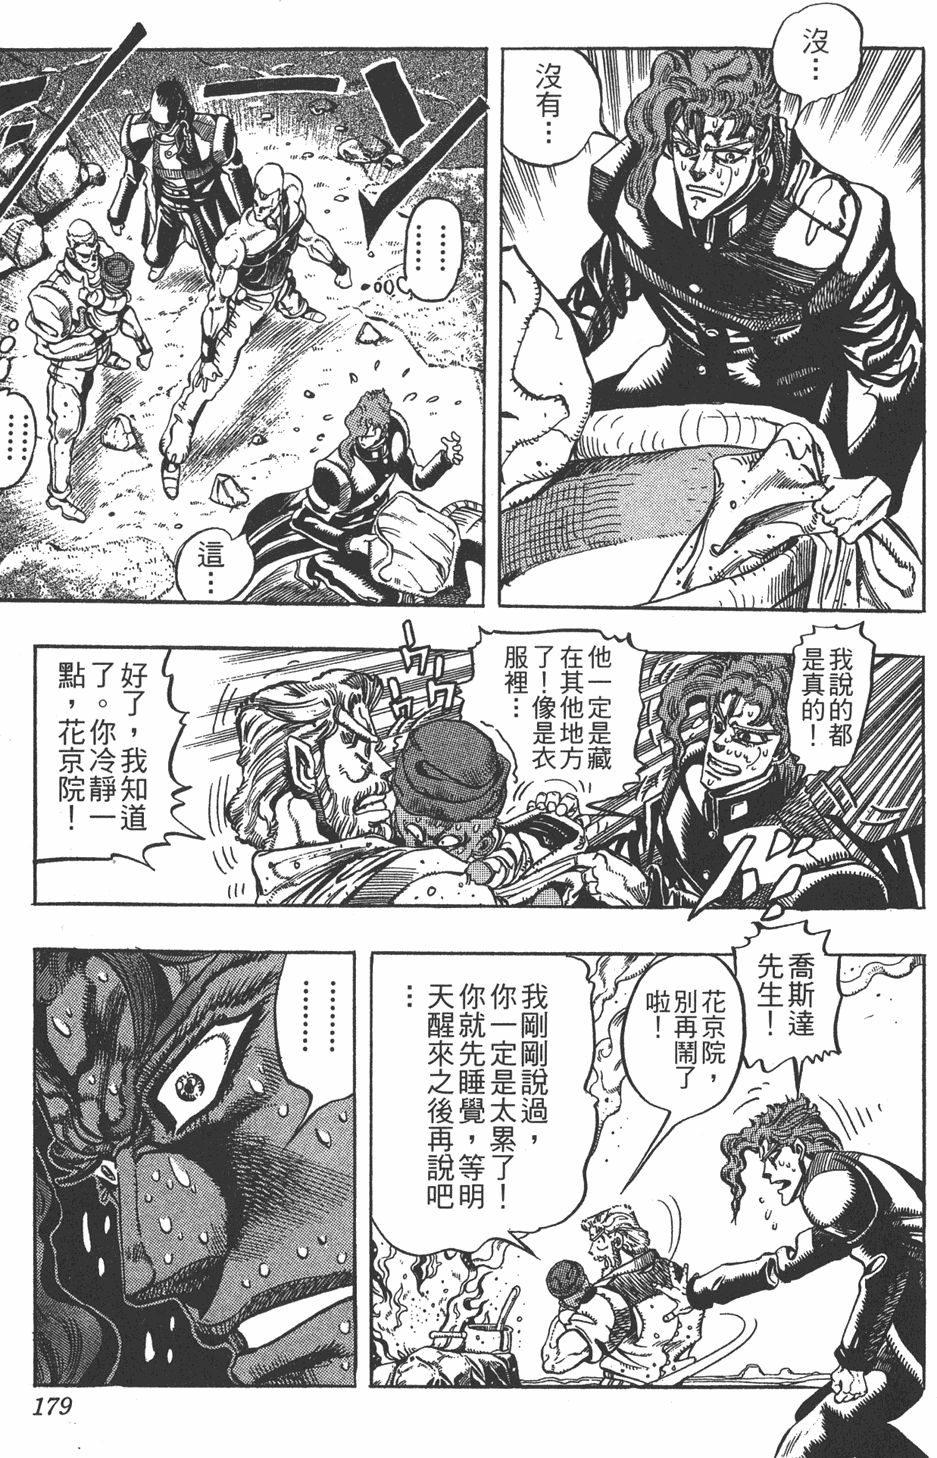 沒…
沒有…
……
……
這…
我說的都
是真的！
他一定是藏
在其他地方
了！像是衣
服裡…
好了，我知道
了。你冷靜一
點，花京院！
喬斯達
先生！
花京院，
別再鬧了
啦！
我剛剛說過，
你一定是太累了！
你就先睡覺，等明
天醒來之後再說吧
…
……
179